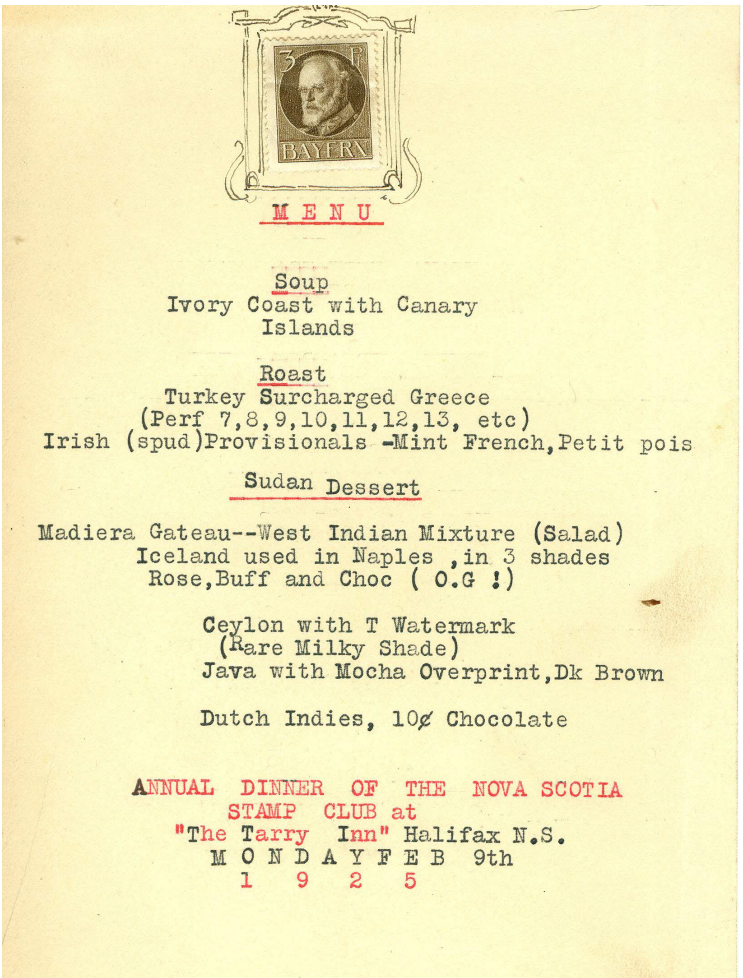 3 Pf
BAYERN
MENU
Soup
Ivory Coast with Canary
Islands
Roast
Turkey Surcharged Greece
(Perf 7,8,9,10,11,12,13, etc)
Irish (spud)Provisionals -Mint French,Petit pois
Sudan Dessert
Madiera Gateau--West Indian Mixture (Salad)
Iceland used in Naples ,in 3 shades
Rose,Buff and Choc ( O.G !)
Ceylon with T Watermark
(Rare Milky Shade)
Java with Mocha Overprint,Dk Brown
Dutch Indies, 10¢ Chocolate
ANNUAL DINNER OF THE NOVA SCOTIA
STAMP CLUB at
"The Tarry Inn" Halifax N.S.
MONDAY FEB 9th
1925